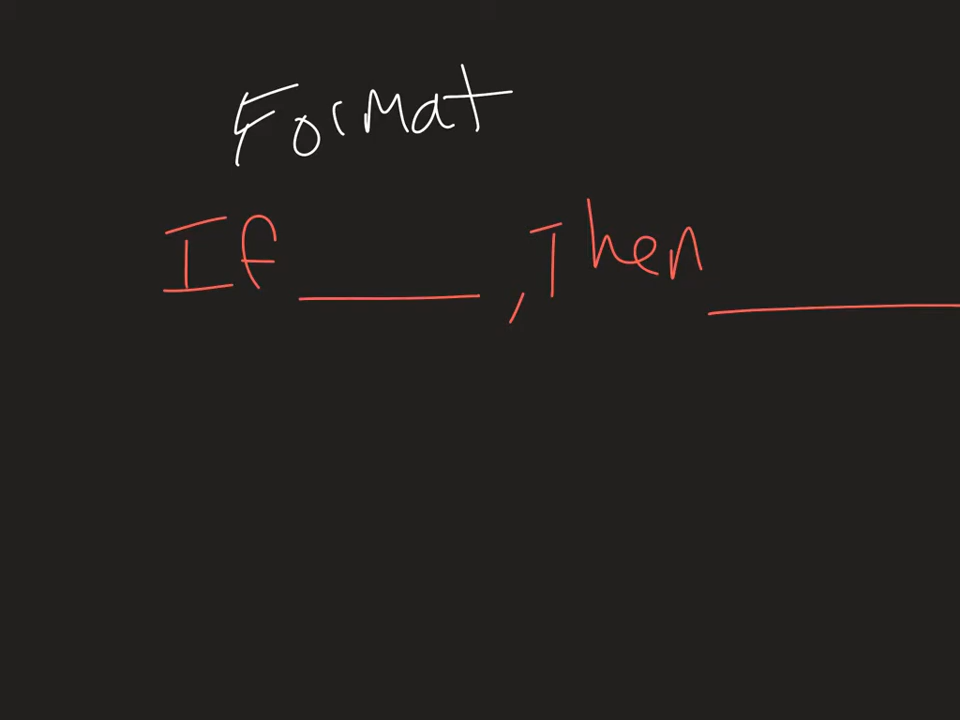 Format
If ____, Then ____